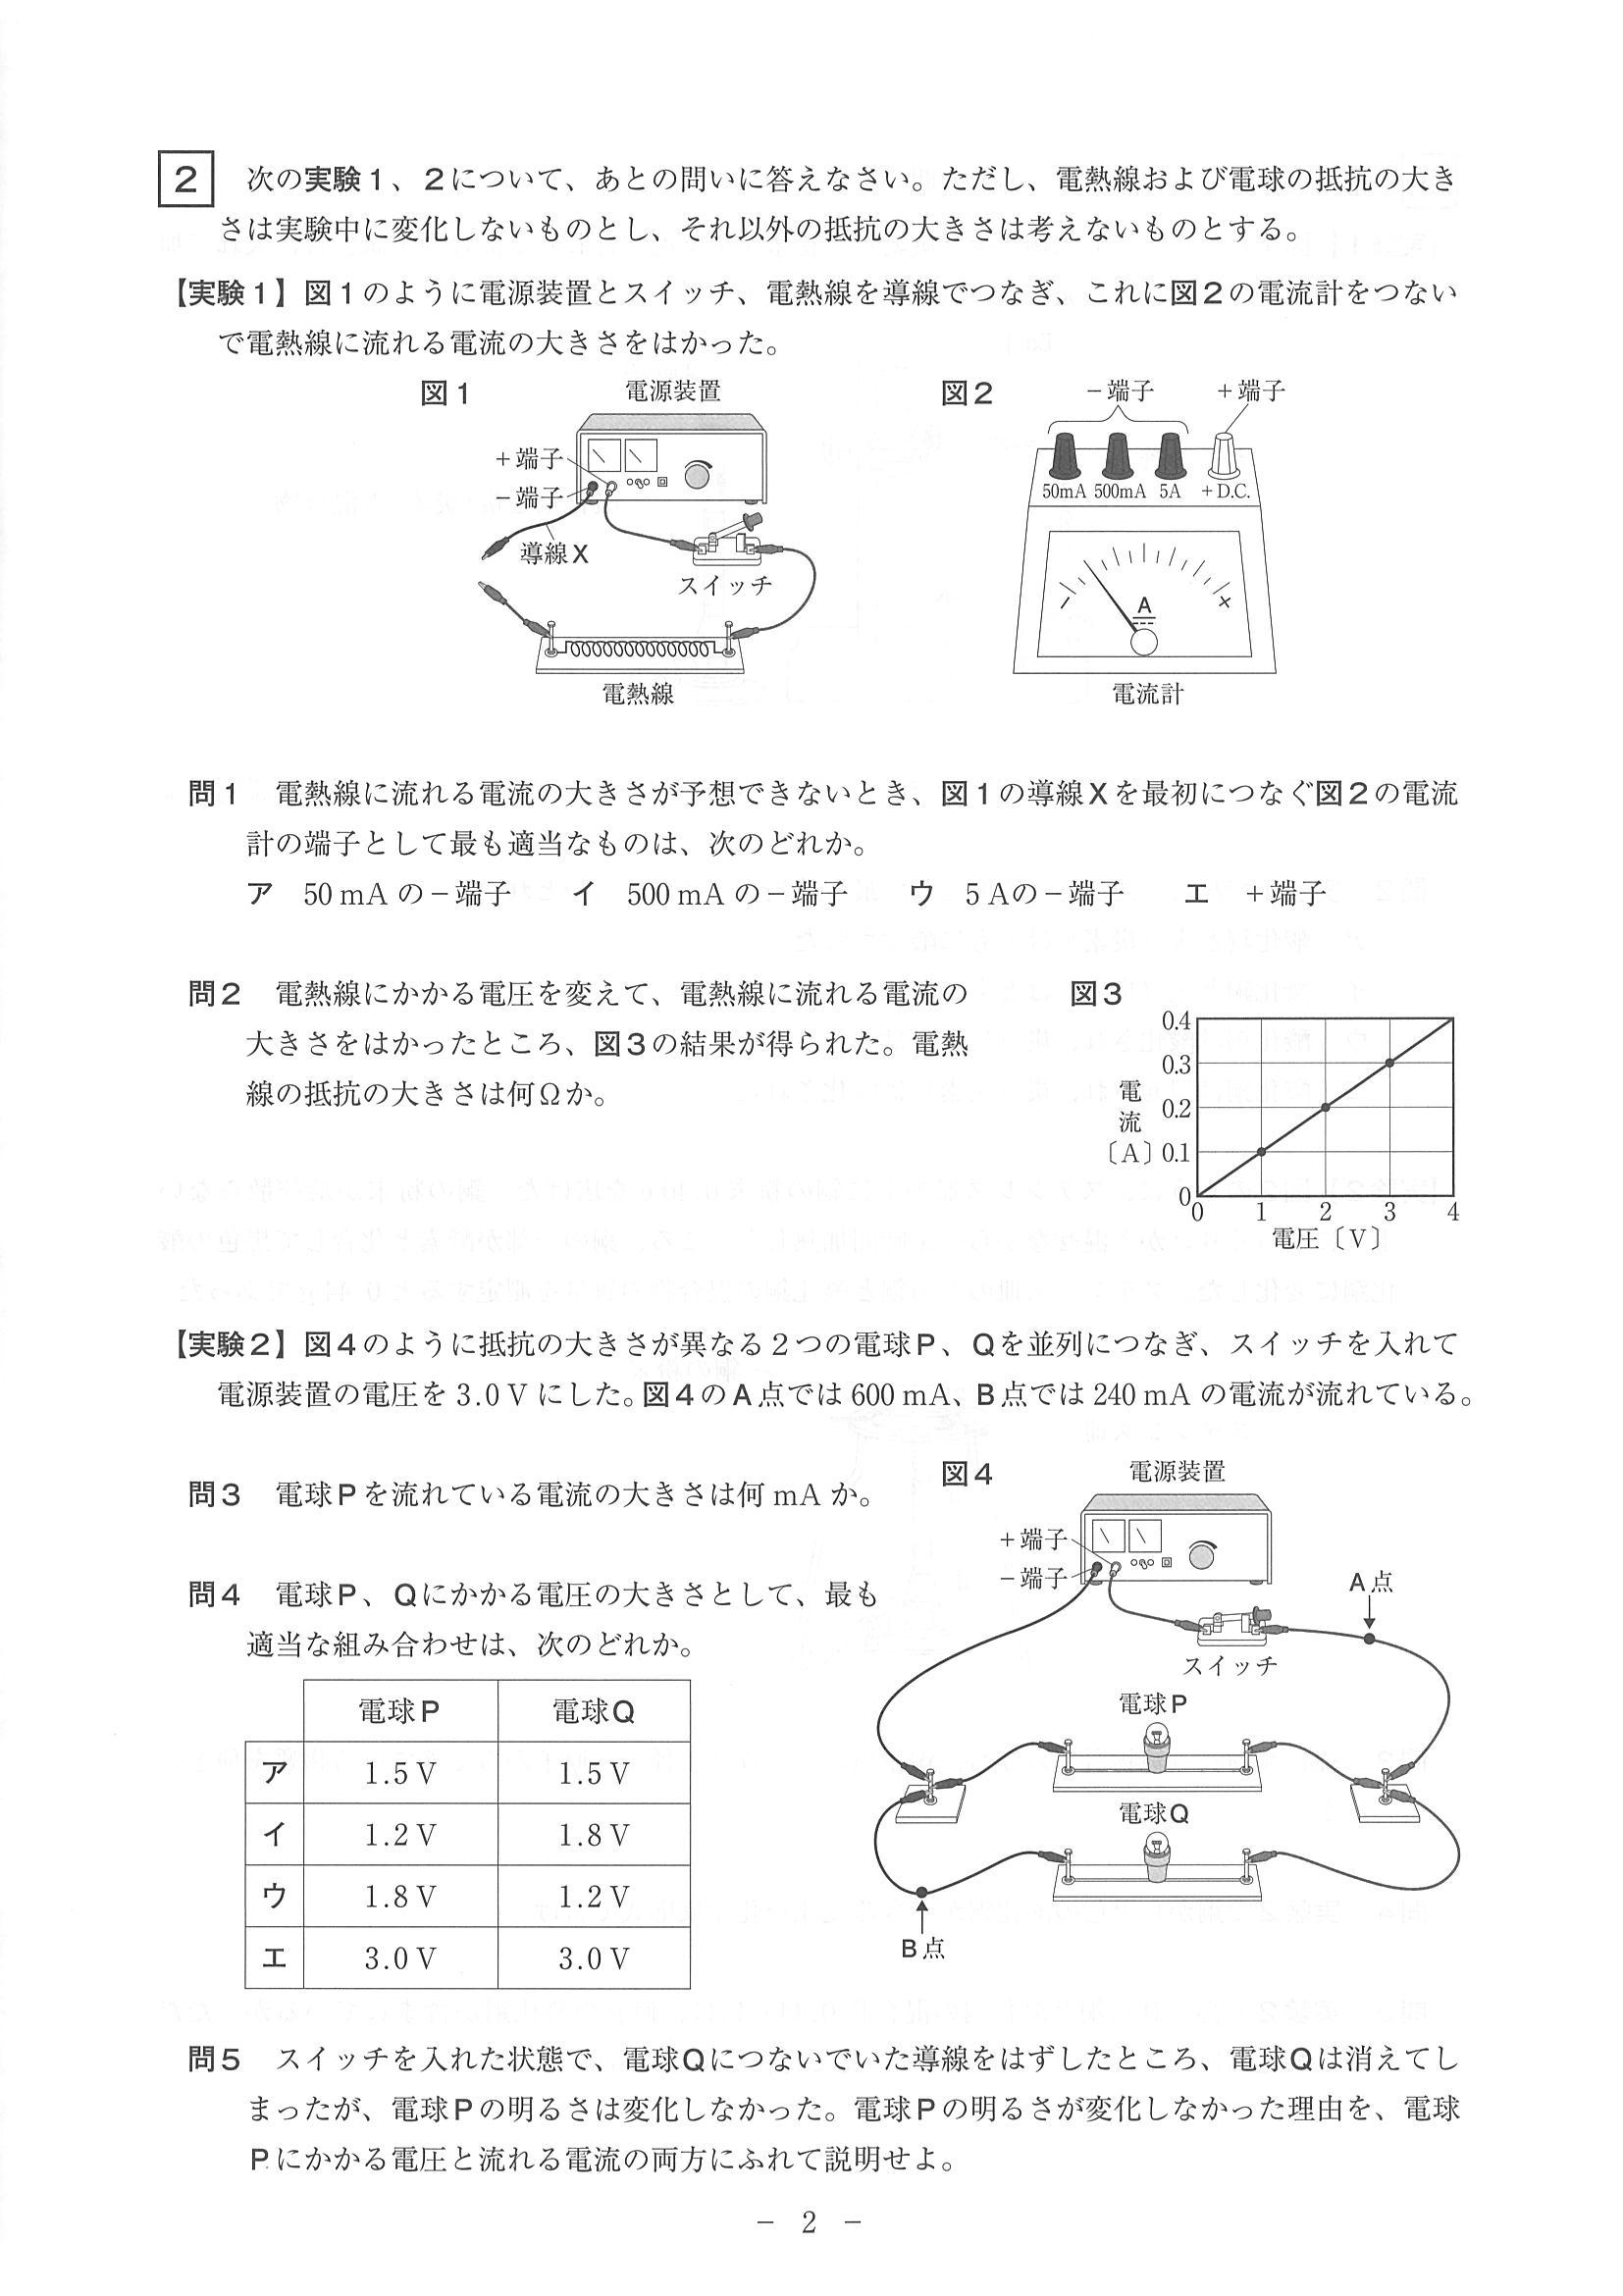 2 次の実験1、2について、あとの問いに答えなさい。ただし、電熱線および電球の抵抗の大き
さは実験中に変化しないものとし、それ以外の抵抗の大きさは考えないものとする。
【実験1】図1のように電源装置とスイッチ、電熱線を導線でつなぎ、これに図2の電流計をつない
で電熱線に流れる電流の大きさをはかった。
図1
電源装置
+端子
-端子
導線X
スイッチ
電熱線
図2
-端子
+端子
50mA 500mA 5A +D.C.
- +
A
電流計
問1 電熱線に流れる電流の大きさが予想できないとき、図1の導線Xを最初につなぐ図2の電流
計の端子として最も適当なものは、次のどれか。
ア 50 mA の-端子 イ 500 mA の-端子 ウ 5 Aの-端子 エ +端子
問2 電熱線にかかる電圧を変えて、電熱線に流れる電流の
大きさをはかったところ、図3の結果が得られた。電熱
線の抵抗の大きさは何Ωか。
図3
0.4
0.3
0.2
0.1
0
電流〔A〕
0 1 2 3 4
電圧〔V〕
【実験2】図4のように抵抗の大きさが異なる2つの電球P、Qを並列につなぎ、スイッチを入れて
電源装置の電圧を 3.0 V にした。図4のA点では 600 mA、B点では 240 mA の電流が流れている。
問3 電球Pを流れている電流の大きさは何 mA か。
問4 電球P、Qにかかる電圧の大きさとして、最も
適当な組み合わせは、次のどれか。
電球P 電球Q
ア 1.5 V 1.5 V
イ 1.2 V 1.8 V
ウ 1.8 V 1.2 V
エ 3.0 V 3.0 V
図4
電源装置
+端子
-端子
A点
スイッチ
電球P
電球Q
B点
問5 スイッチを入れた状態で、電球Qにつないでいた導線をはずしたところ、電球Qは消えてし
まったが、電球Pの明るさは変化しなかった。電球Pの明るさが変化しなかった理由を、電球
Pにかかる電圧と流れる電流の両方にふれて説明せよ。
- 2 -